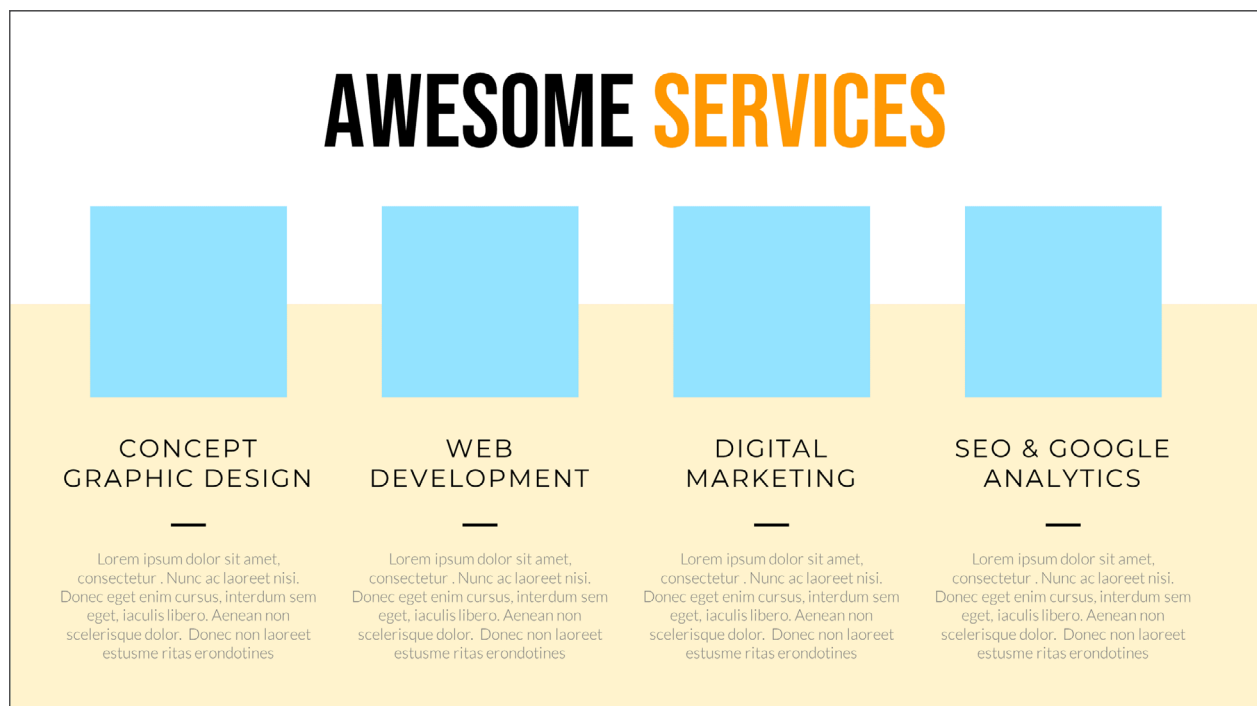 AWESOME SERVICES
CONCEPT
GRAPHIC DESIGN
Lorem ipsum dolor sit amet,
consectetur . Nunc ac laoreet nisi.
Donec eget enim cursus, interdum sem
eget, iaculis libero. Aenean non
scelerisque dolor.  Donec non laoreet
estusme ritas erondotines
WEB
DEVELOPMENT
Lorem ipsum dolor sit amet,
consectetur . Nunc ac laoreet nisi.
Donec eget enim cursus, interdum sem
eget, iaculis libero. Aenean non
scelerisque dolor.  Donec non laoreet
estusme ritas erondotines
DIGITAL
MARKETING
Lorem ipsum dolor sit amet,
consectetur . Nunc ac laoreet nisi.
Donec eget enim cursus, interdum sem
eget, iaculis libero. Aenean non
scelerisque dolor.  Donec non laoreet
estusme ritas erondotines
SEO & GOOGLE
ANALYTICS
Lorem ipsum dolor sit amet,
consectetur . Nunc ac laoreet nisi.
Donec eget enim cursus, interdum sem
eget, iaculis libero. Aenean non
scelerisque dolor.  Donec non laoreet
estusme ritas erondotines